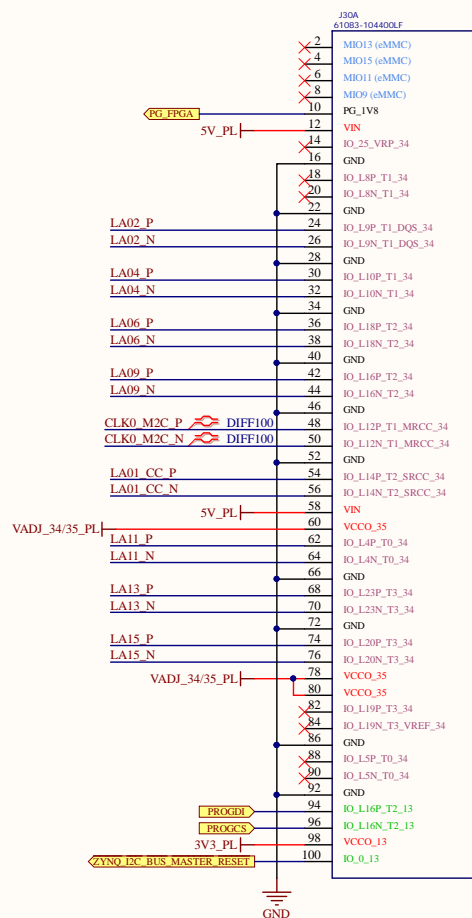 J30A
61083-104400LF
2 MIO13 (eMMC)
4 MIO15 (eMMC)
6 MIO11 (eMMC)
8 MIO9 (eMMC)
PG_FPGA 10 PG_1V8
5V_PL 12 VIN
14 IO_25_VRP_34
16 GND
18 IO_L8P_T1_34
20 IO_L8N_T1_34
22 GND
LA02_P 24 IO_L9P_T1_DQS_34
LA02_N 26 IO_L9N_T1_DQS_34
28 GND
LA04_P 30 IO_L10P_T1_34
LA04_N 32 IO_L10N_T1_34
34 GND
LA06_P 36 IO_L18P_T2_34
LA06_N 38 IO_L18N_T2_34
40 GND
LA09_P 42 IO_L16P_T2_34
LA09_N 44 IO_L16N_T2_34
46 GND
CLK0_M2C_P DIFF100 48 IO_L12P_T1_MRCC_34
CLK0_M2C_N DIFF100 50 IO_L12N_T1_MRCC_34
52 GND
LA01_CC_P 54 IO_L14P_T2_SRCC_34
LA01_CC_N 56 IO_L14N_T2_SRCC_34
5V_PL 58 VIN
VADJ_34/35_PL 60 VCCO_35
LA11_P 62 IO_L4P_T0_34
LA11_N 64 IO_L4N_T0_34
66 GND
LA13_P 68 IO_L23P_T3_34
LA13_N 70 IO_L23N_T3_34
72 GND
LA15_P 74 IO_L20P_T3_34
LA15_N 76 IO_L20N_T3_34
VADJ_34/35_PL 78 VCCO_35
80 VCCO_35
82 IO_L19P_T3_34
84 IO_L19N_T3_VREF_34
86 GND
88 IO_L5P_T0_34
90 IO_L5N_T0_34
92 GND
PROGDI 94 IO_L16P_T2_13
PROGCS 96 IO_L16N_T2_13
3V3_PL 98 VCCO_13
ZYNQ_I2C_BUS_MASTER_RESET 100 IO_0_13
GND